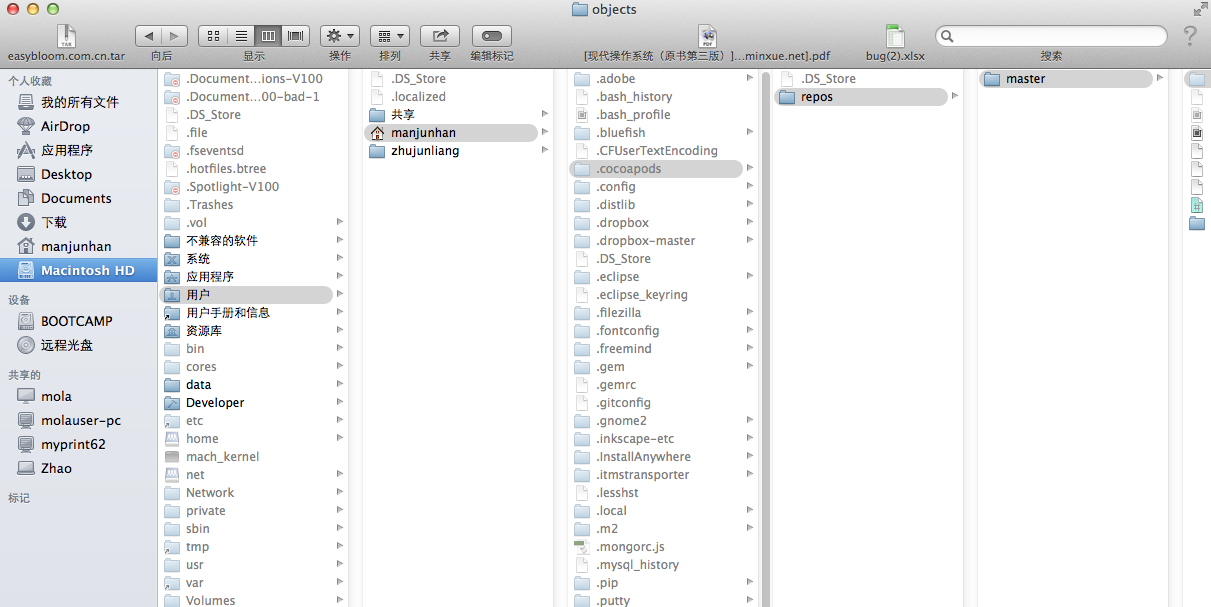 objects
easybloom.com.cn.tar
向后
显示
操作
排列
共享
编辑标记
[现代操作系统（原书第三版）]...minxue.net].pdf
bug(2).xlsx
搜索
个人收藏
我的所有文件
AirDrop
应用程序
Desktop
Documents
下载
manjunhan
Macintosh HD
设备
BOOTCAMP
远程光盘
共享的
mola
molauser-pc
myprint62
Zhao
标记
.Document...ions-V100
.Document...00-bad-1
.DS_Store
.file
.fseventsd
.hotfiles.btree
.Spotlight-V100
.Trashes
.vol
不兼容的软件
系统
应用程序
用户
用户手册和信息
资源库
bin
cores
data
Developer
etc
home
mach_kernel
net
Network
private
sbin
tmp
usr
var
Volumes
.DS_Store
.localized
共享
manjunhan
zhujunliang
.adobe
.bash_history
.bash_profile
.bluefish
.CFUserTextEncoding
.cocoapods
.config
.distlib
.dropbox
.dropbox-master
.DS_Store
.eclipse
.eclipse_keyring
.filezilla
.fontconfig
.freemind
.gem
.gemrc
.gitconfig
.gnome2
.inkscape-etc
.InstallAnywhere
.itmstransporter
.lesshst
.local
.m2
.mongorc.js
.mysql_history
.pip
.putty
.DS_Store
repos
master